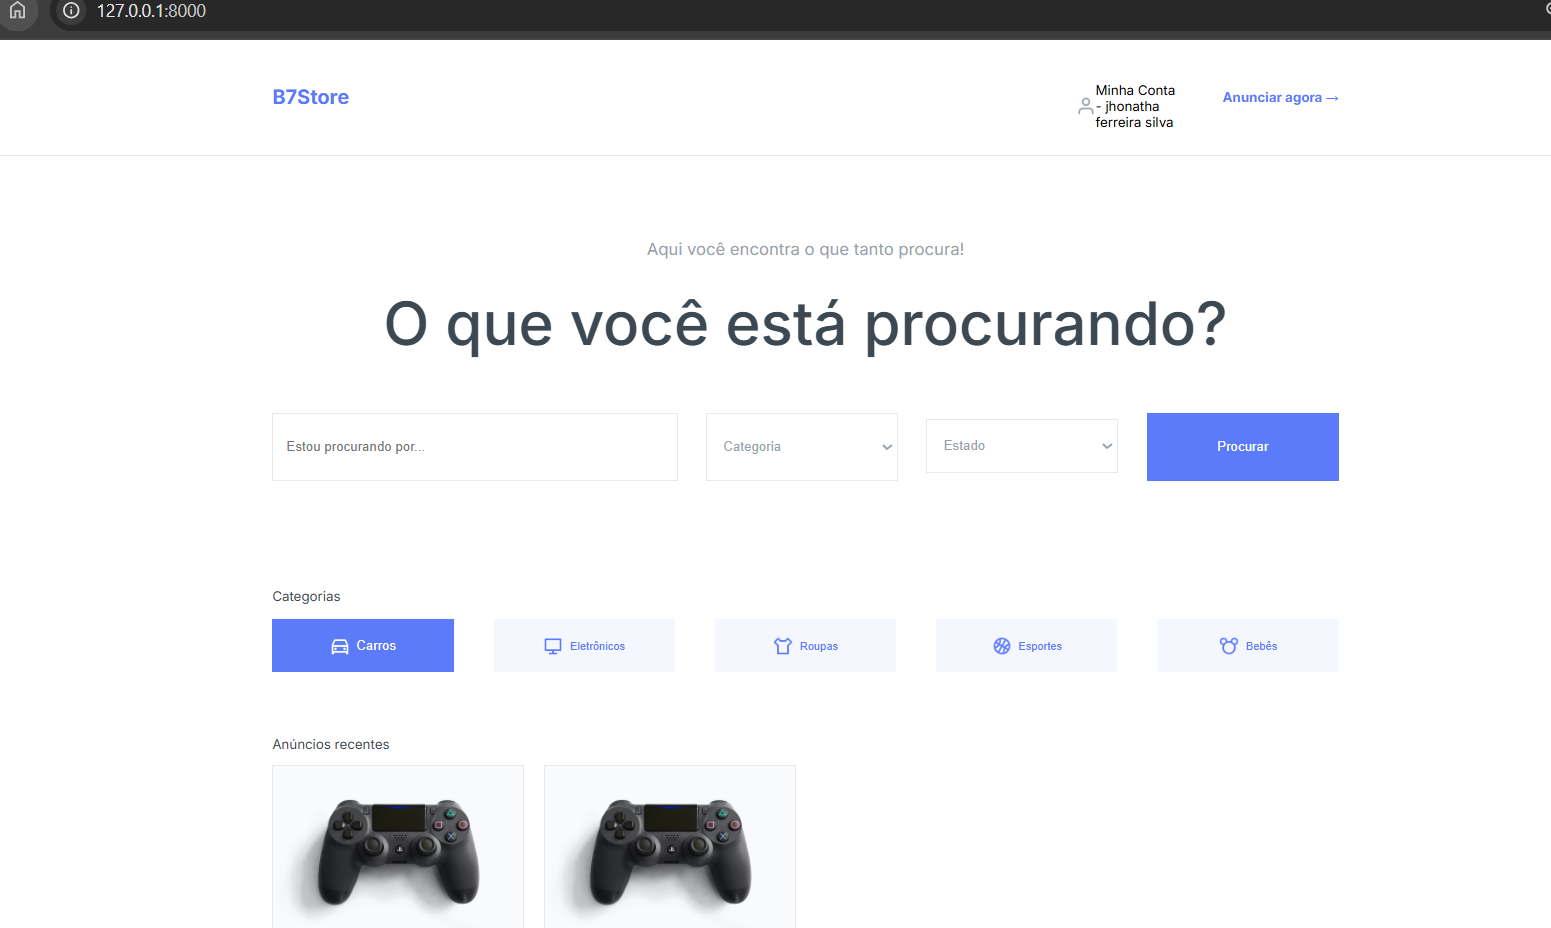 127.0.0.1:8000
B7Store
Minha Conta
- jhonatha
ferreira silva
Anunciar agora →
Aqui você encontra o que tanto procura!
O que você está procurando?
Estou procurando por...
Categoria
Estado
Procurar
Categorias
Carros
Eletrônicos
Roupas
Esportes
Bebês
Anúncios recentes